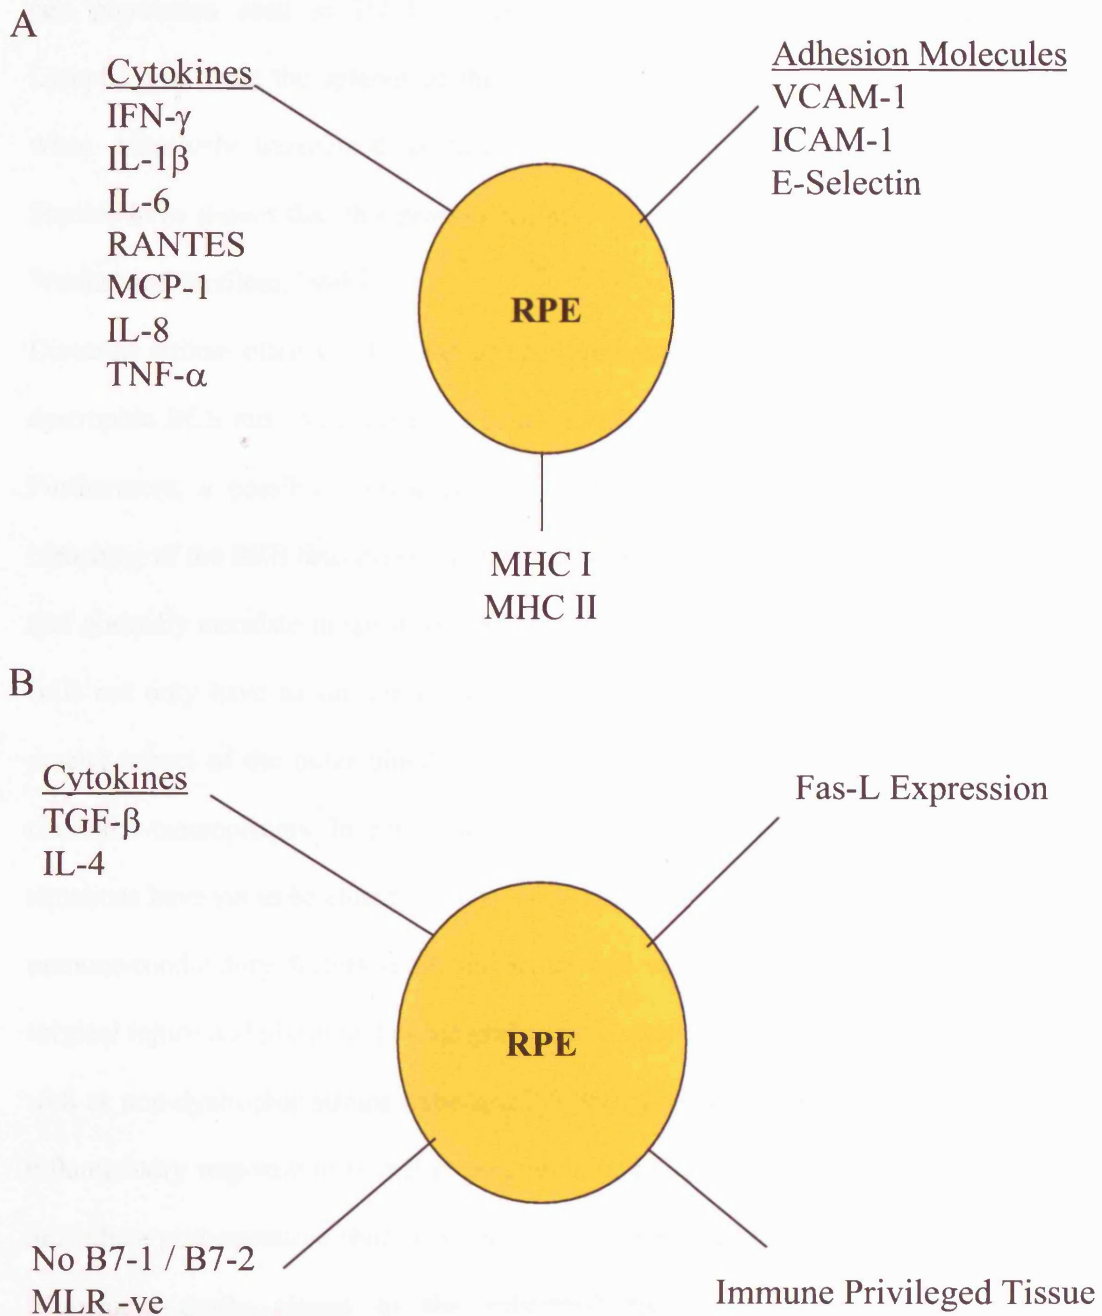 A
Cytokines
IFN-γ
IL-1β
IL-6
RANTES
MCP-1
IL-8
TNF-α
Adhesion Molecules
VCAM-1
ICAM-1
E-Selectin
RPE
MHC I
MHC II
B
Cytokines
TGF-β
IL-4
Fas-L Expression
RPE
No B7-1 / B7-2
MLR -ve
Immune Privileged Tissue